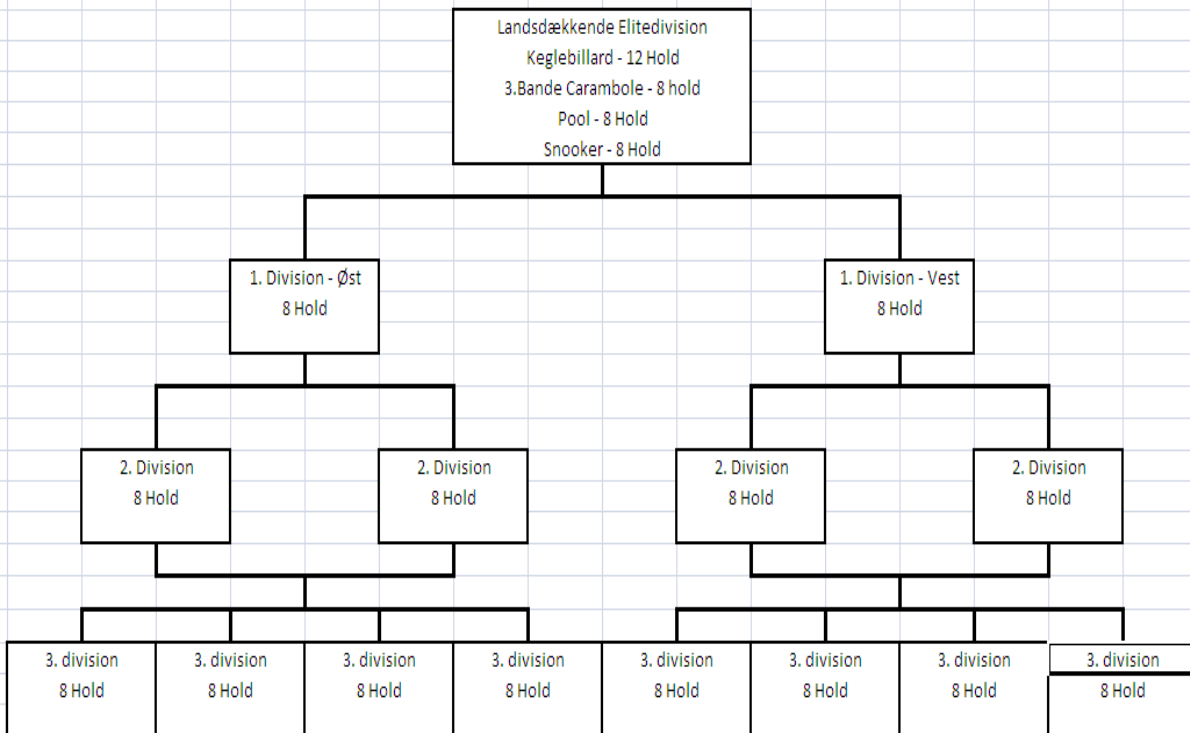 Landsdækkende Elitedivision
Keglebillard - 12 Hold
3.Bande Carambole - 8 hold
Pool - 8 Hold
Snooker - 8 Hold
1. Division - Øst
8 Hold
1. Division - Vest
8 Hold
2. Division
8 Hold
2. Division
8 Hold
2. Division
8 Hold
2. Division
8 Hold
3. division
8 Hold
3. division
8 Hold
3. division
8 Hold
3. division
8 Hold
3. division
8 Hold
3. division
8 Hold
3. division
8 Hold
3. division
8 Hold